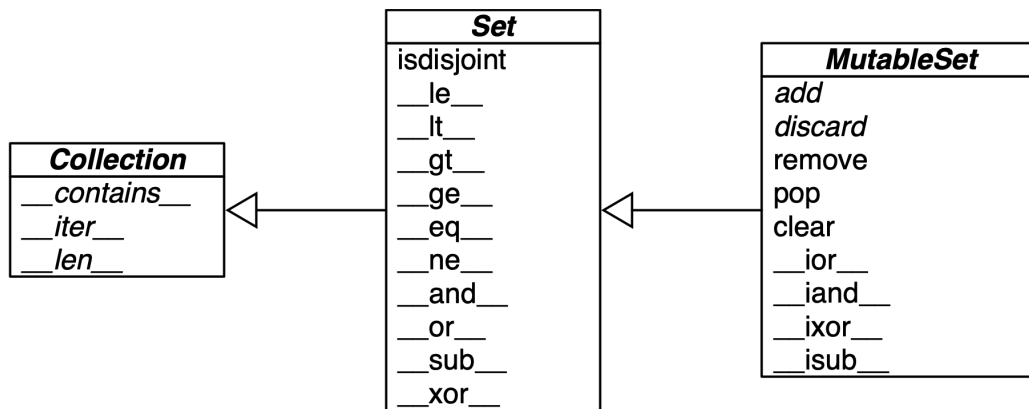 Collection
__contains__
__iter__
__len__
Set
isdisjoint
__le__
__lt__
__gt__
__ge__
__eq__
__ne__
__and__
__or__
__sub__
__xor__
MutableSet
add
discard
remove
pop
clear
__ior__
__iand__
__ixor__
__isub__